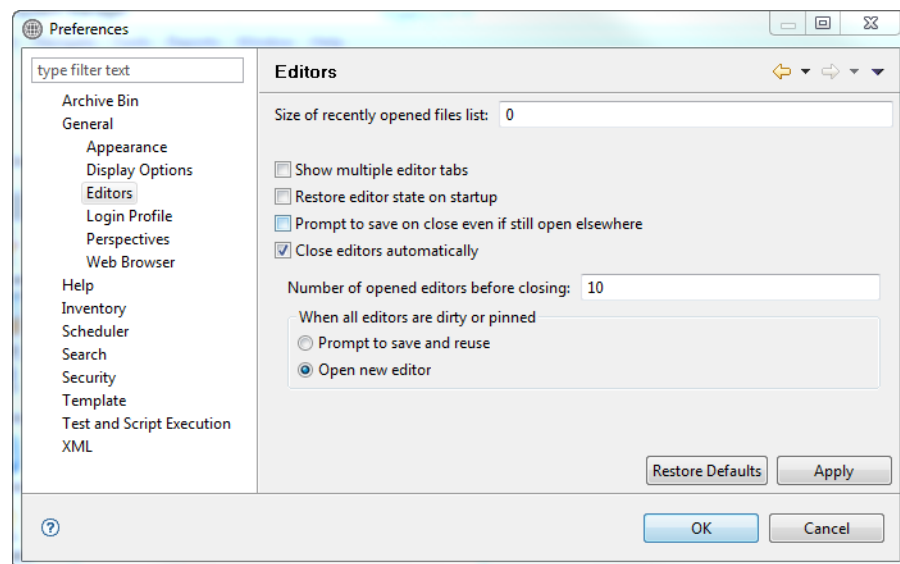 Preferences
type filter text
Archive Bin
General
Appearance
Display Options
Editors
Login Profile
Perspectives
Web Browser
Help
Inventory
Scheduler
Search
Security
Template
Test and Script Execution
XML
Editors
Size of recently opened files list: 0
Show multiple editor tabs
Restore editor state on startup
Prompt to save on close even if still open elsewhere
Close editors automatically
Number of opened editors before closing: 10
When all editors are dirty or pinned
Prompt to save and reuse
Open new editor
Restore Defaults Apply
? OK Cancel